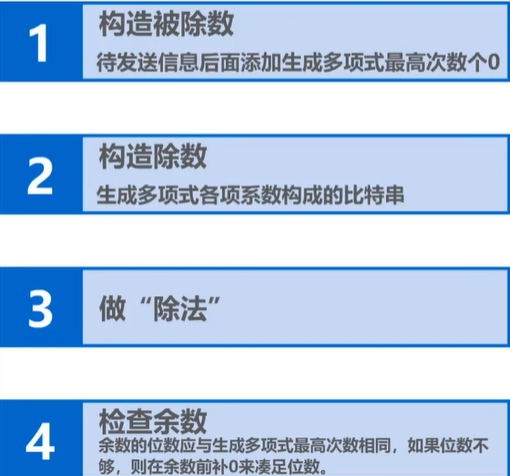 1
构造被除数
待发送信息后面添加生成多项式最高次数个0
2
构造除数
生成多项式各项系数构成的比特串
3
做“除法”
4
检查余数
余数的位数应与生成多项式最高次数相同，如果位数不
够，则在余数前补0来凑足位数。